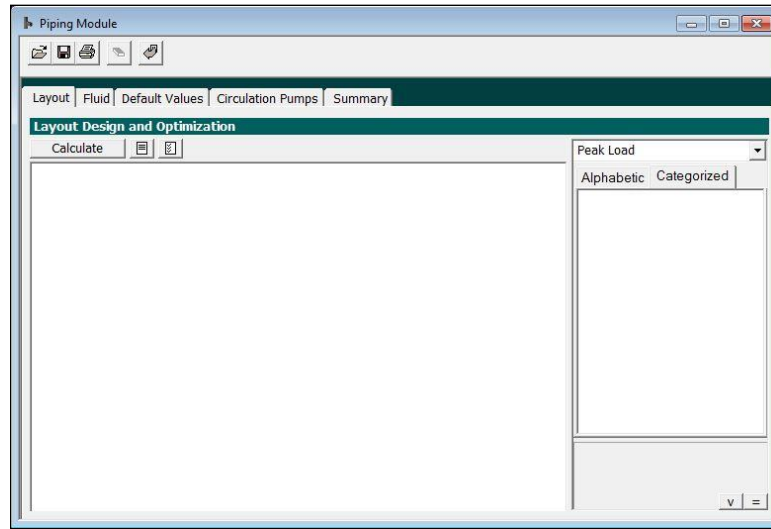 Piping Module
Layout Fluid Default Values Circulation Pumps Summary
Layout Design and Optimization
Calculate
Peak Load
Alphabetic Categorized
v =